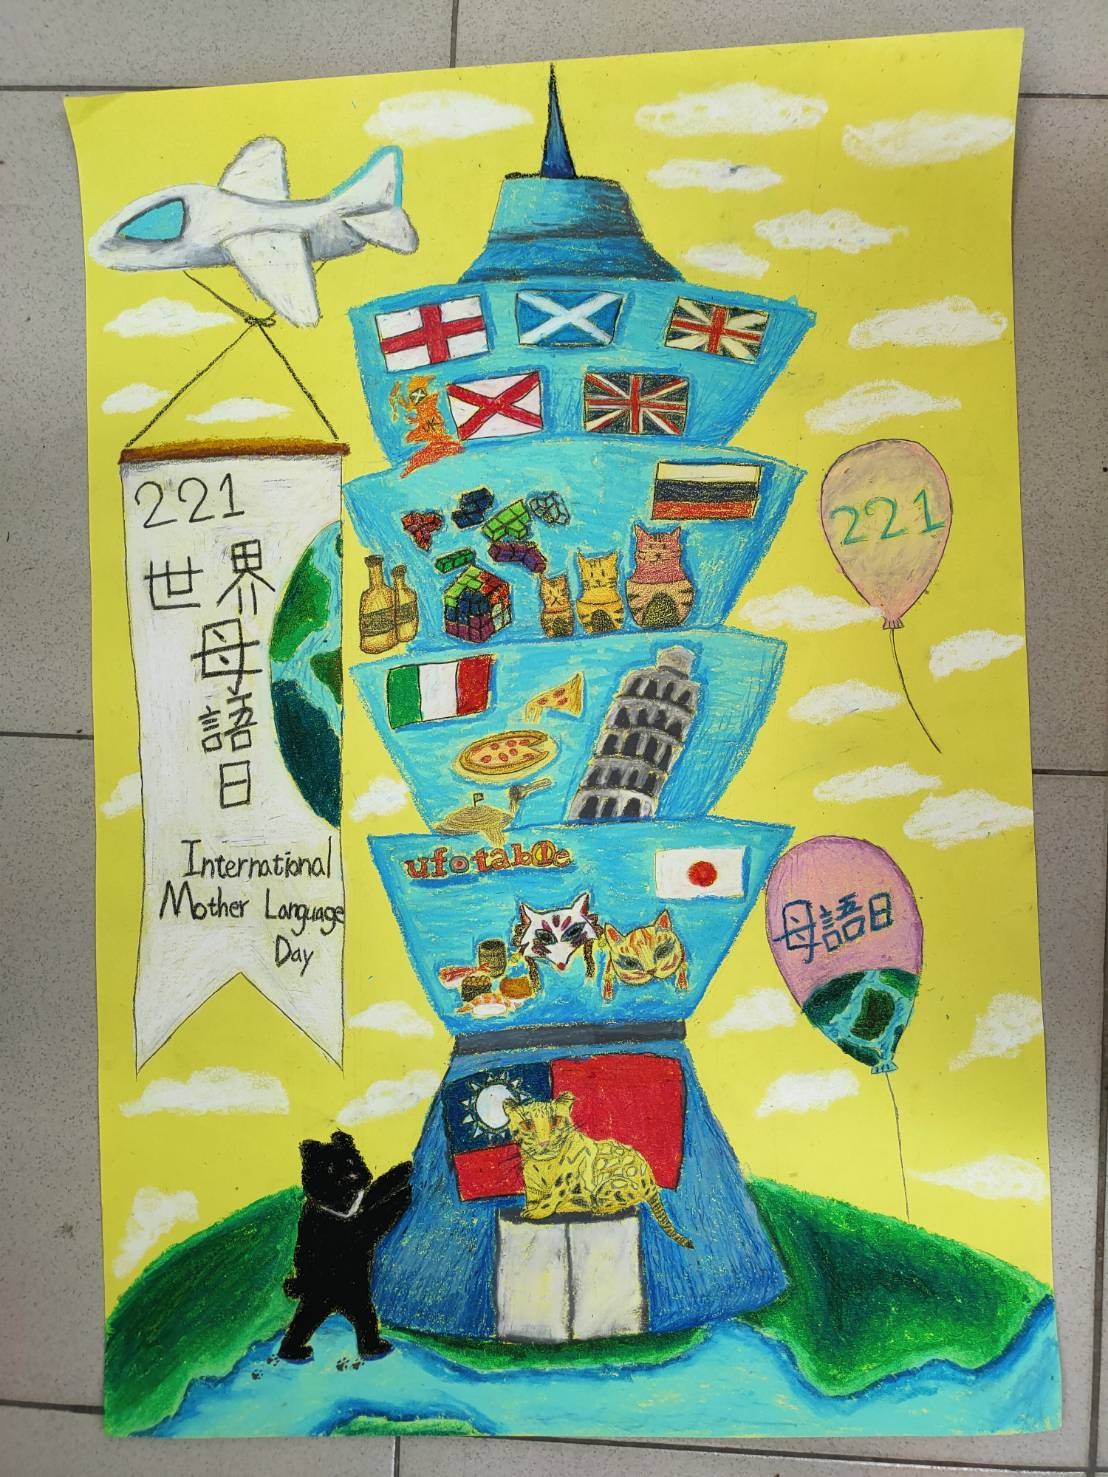 221
世界
母
語
日
International
Mother Language
Day
221
ufotable
母語日